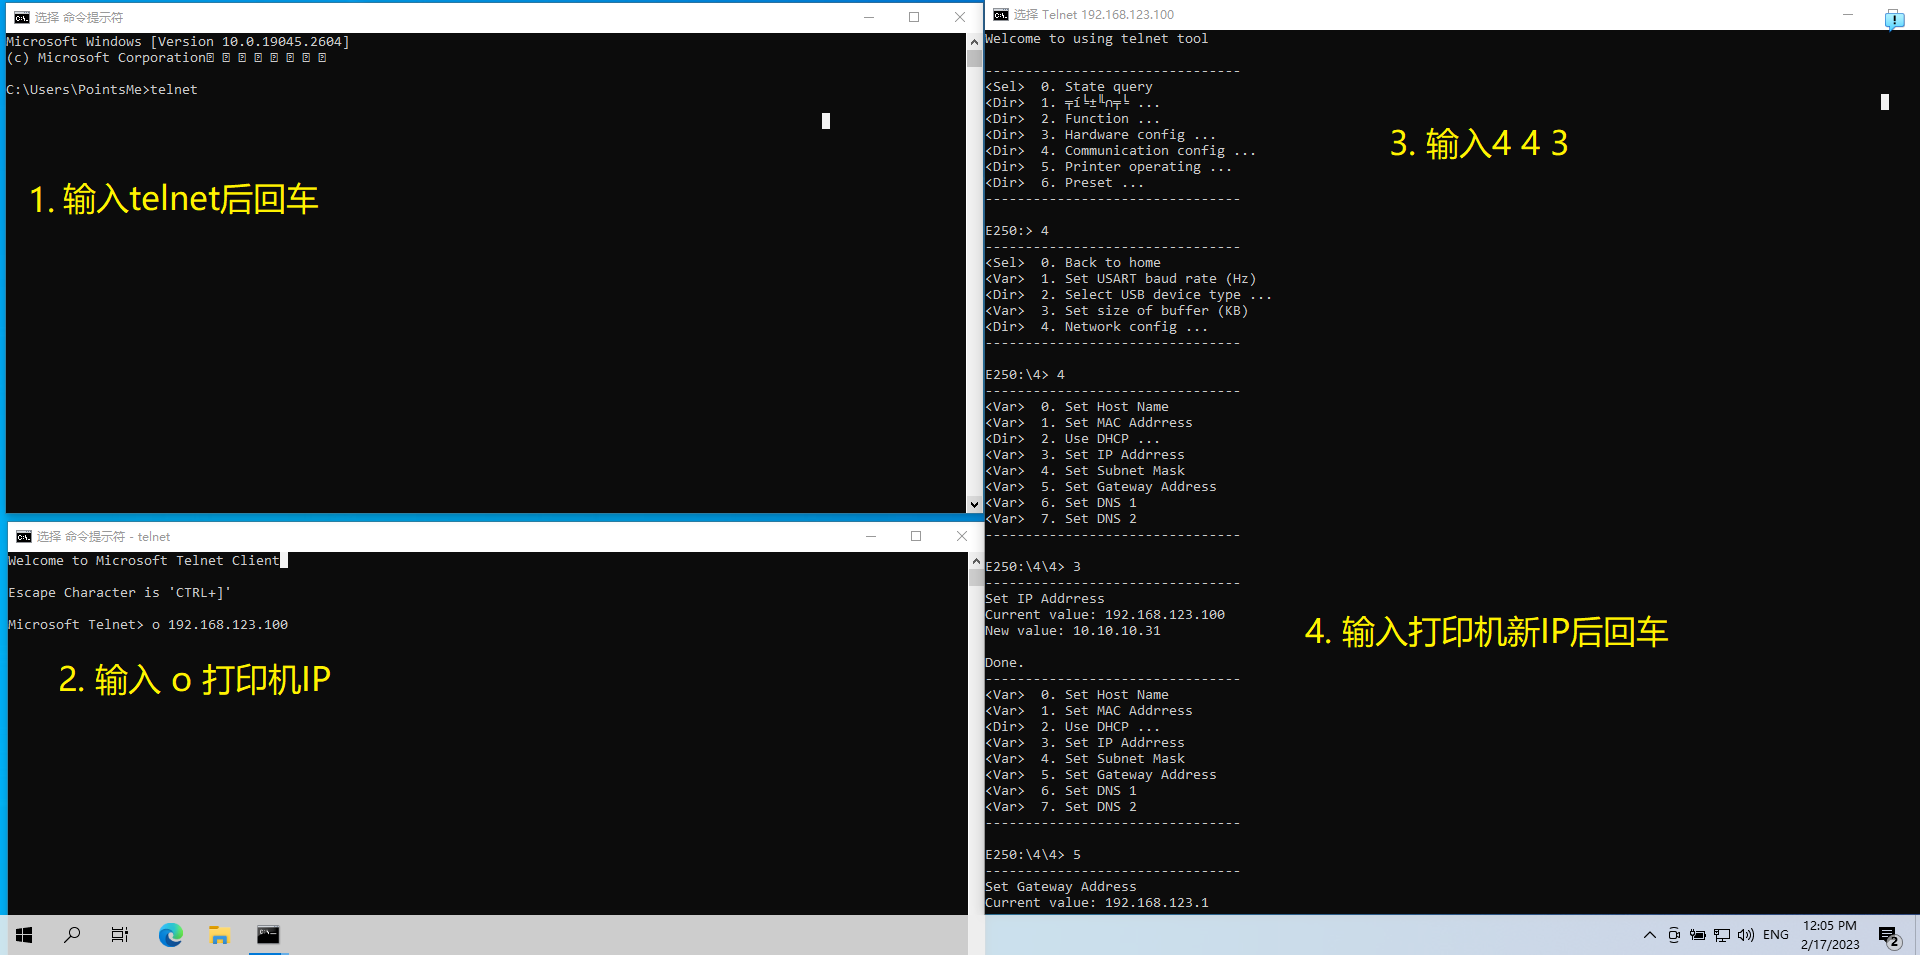 选择 命令提示符
Microsoft Windows [Version 10.0.19045.2604]
(c) Microsoft Corporation
C:\Users\PointsMe>telnet
1. 输入telnet后回车
选择 命令提示符 - telnet
Welcome to Microsoft Telnet Client
Escape Character is 'CTRL+]'
Microsoft Telnet> o 192.168.123.100
2. 输入 o 打印机IP
选择 Telnet 192.168.123.100
Welcome to using telnet tool
--------------------------------
<Sel>  0. State query
<Dir>  1. ╤í╘±╙∩╤╘ ...
<Dir>  2. Function ...
<Dir>  3. Hardware config ...
<Dir>  4. Communication config ...
<Dir>  5. Printer operating ...
<Dir>  6. Preset ...
--------------------------------
3. 输入4 4 3
E250:> 4
--------------------------------
<Sel>  0. Back to home
<Var>  1. Set USART baud rate (Hz)
<Dir>  2. Select USB device type ...
<Var>  3. Set size of buffer (KB)
<Dir>  4. Network config ...
--------------------------------
E250:\4> 4
--------------------------------
<Var>  0. Set Host Name
<Var>  1. Set MAC Addrress
<Dir>  2. Use DHCP ...
<Var>  3. Set IP Addrress
<Var>  4. Set Subnet Mask
<Var>  5. Set Gateway Address
<Var>  6. Set DNS 1
<Var>  7. Set DNS 2
--------------------------------
E250:\4\4> 3
--------------------------------
Set IP Addrress
Current value: 192.168.123.100
New value: 10.10.10.31
4. 输入打印机新IP后回车
Done.
--------------------------------
<Var>  0. Set Host Name
<Var>  1. Set MAC Addrress
<Dir>  2. Use DHCP ...
<Var>  3. Set IP Addrress
<Var>  4. Set Subnet Mask
<Var>  5. Set Gateway Address
<Var>  6. Set DNS 1
<Var>  7. Set DNS 2
--------------------------------
E250:\4\4> 5
--------------------------------
Set Gateway Address
Current value: 192.168.123.1
ENG
12:05 PM
2/17/2023
2